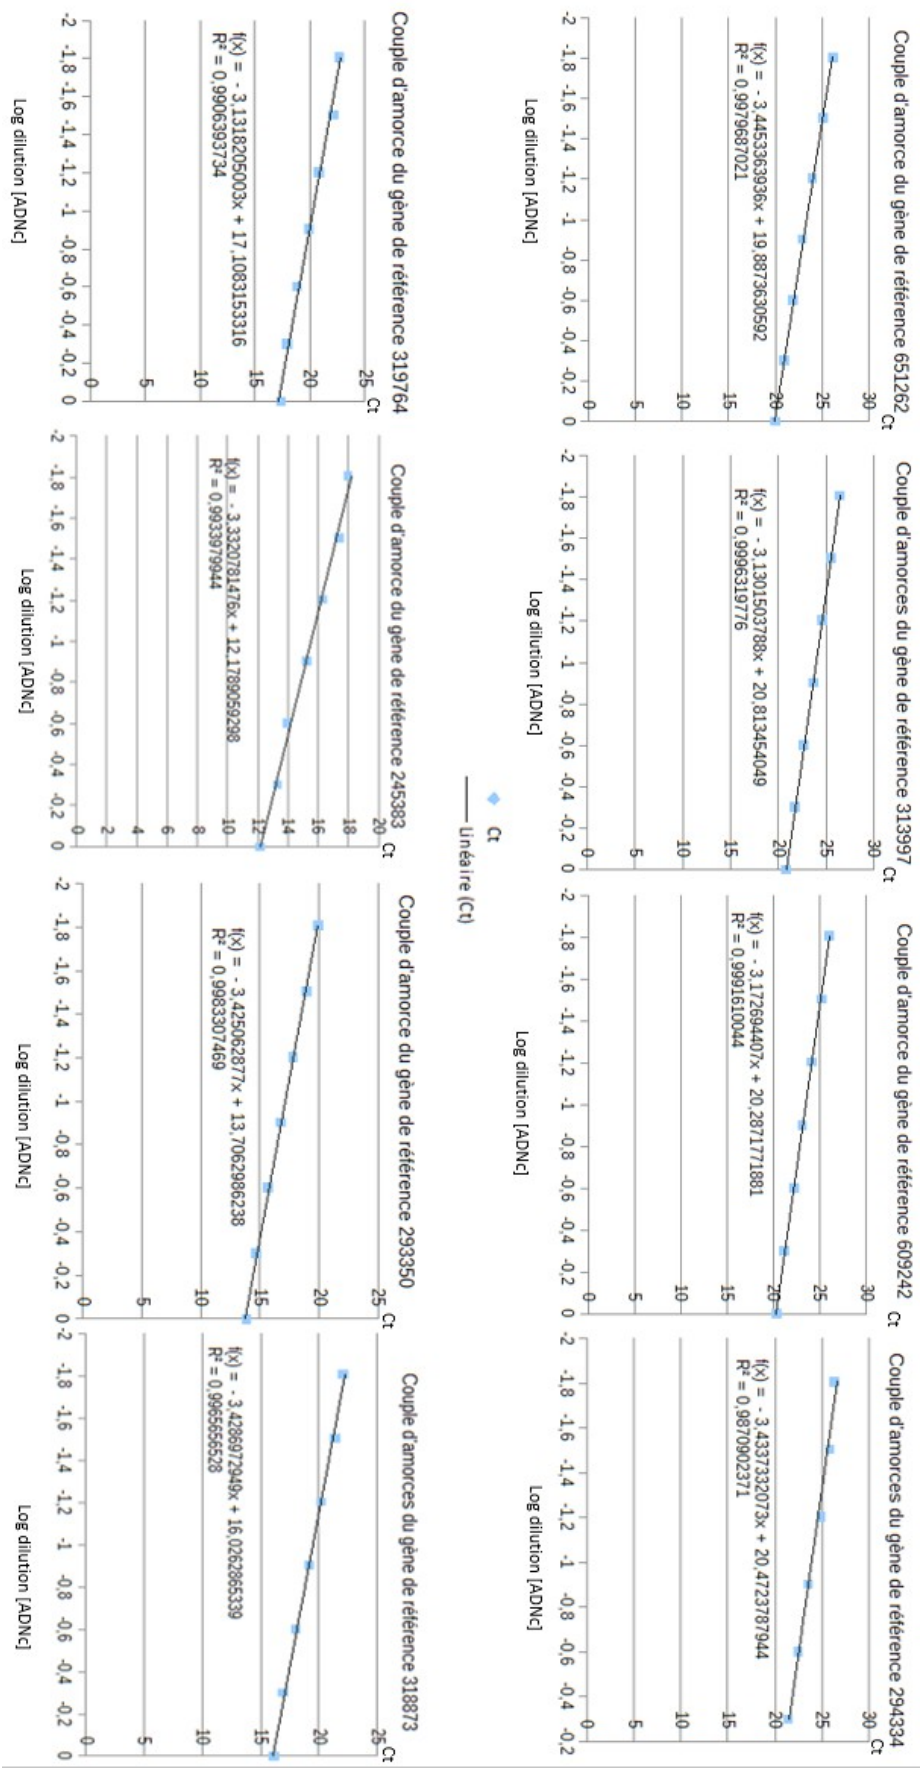 Couple d'amorce du gène de référence 651262
Ct
30
25
20
15
10
5
0
f(x) = - 3,4453363936x + 19,8873630592
R² = 0,9979687021
-2 -1,8 -1,6 -1,4 -1,2 -1 -0,8 -0,6 -0,4 -0,2 0
Log dilution [ADNc]
Couple d'amorces du gène de référence 313997
Ct
30
25
20
15
10
5
0
f(x) = - 3,1301503788x + 20,813454049
R² = 0,9996319776
-2 -1,8 -1,6 -1,4 -1,2 -1 -0,8 -0,6 -0,4 -0,2 0
Log dilution [ADNc]
Couple d'amorce du gène de référence 609242
Ct
30
25
20
15
10
5
0
f(x) = - 3,172694407x + 20,2871771881
R² = 0,9991610044
-2 -1,8 -1,6 -1,4 -1,2 -1 -0,8 -0,6 -0,4 -0,2 0
Log dilution [ADNc]
Couple d'amorces du gène de référence 294334
30
25
20
15
10
5
0
f(x) = - 3,4337332073x + 20,4723787944
R² = 0,9870902371
-2 -1,8 -1,6 -1,4 -1,2 -1 -0,8 -0,6 -0,4 -0,2
Log dilution [ADNc]
Ct
Linéaire (Ct)
Couple d'amorce du gène de référence 319764
Ct
25
20
15
10
5
0
f(x) = - 3,1318205003x + 17,1083153316
R² = 0,9906393734
-2 -1,8 -1,6 -1,4 -1,2 -1 -0,8 -0,6 -0,4 -0,2 0
Log dilution [ADNc]
Couple d'amorce du gène de référence 245383
Ct
20
18
16
14
12
10
8
6
4
2
0
f(x) = - 3,3320781476x + 12,1789059298
R² = 0,9933979944
-2 -1,8 -1,6 -1,4 -1,2 -1 -0,8 -0,6 -0,4 -0,2 0
Log dilution [ADNc]
Couple d'amorce du gène de référence 293350
25
20
15
10
5
0
f(x) = - 3,425062877x + 13,7062986238
R² = 0,9983307469
-2 -1,8 -1,6 -1,4 -1,2 -1 -0,8 -0,6 -0,4 -0,2 0
Log dilution [ADNc]
Couple d'amorces du gène de référence 318873
Ct
25
20
15
10
5
0
f(x) = - 3,4286972949x + 16,0262865339
R² = 0,9965656528
-2 -1,8 -1,6 -1,4 -1,2 -1 -0,8 -0,6 -0,4 -0,2 0
Log dilution [ADNc]